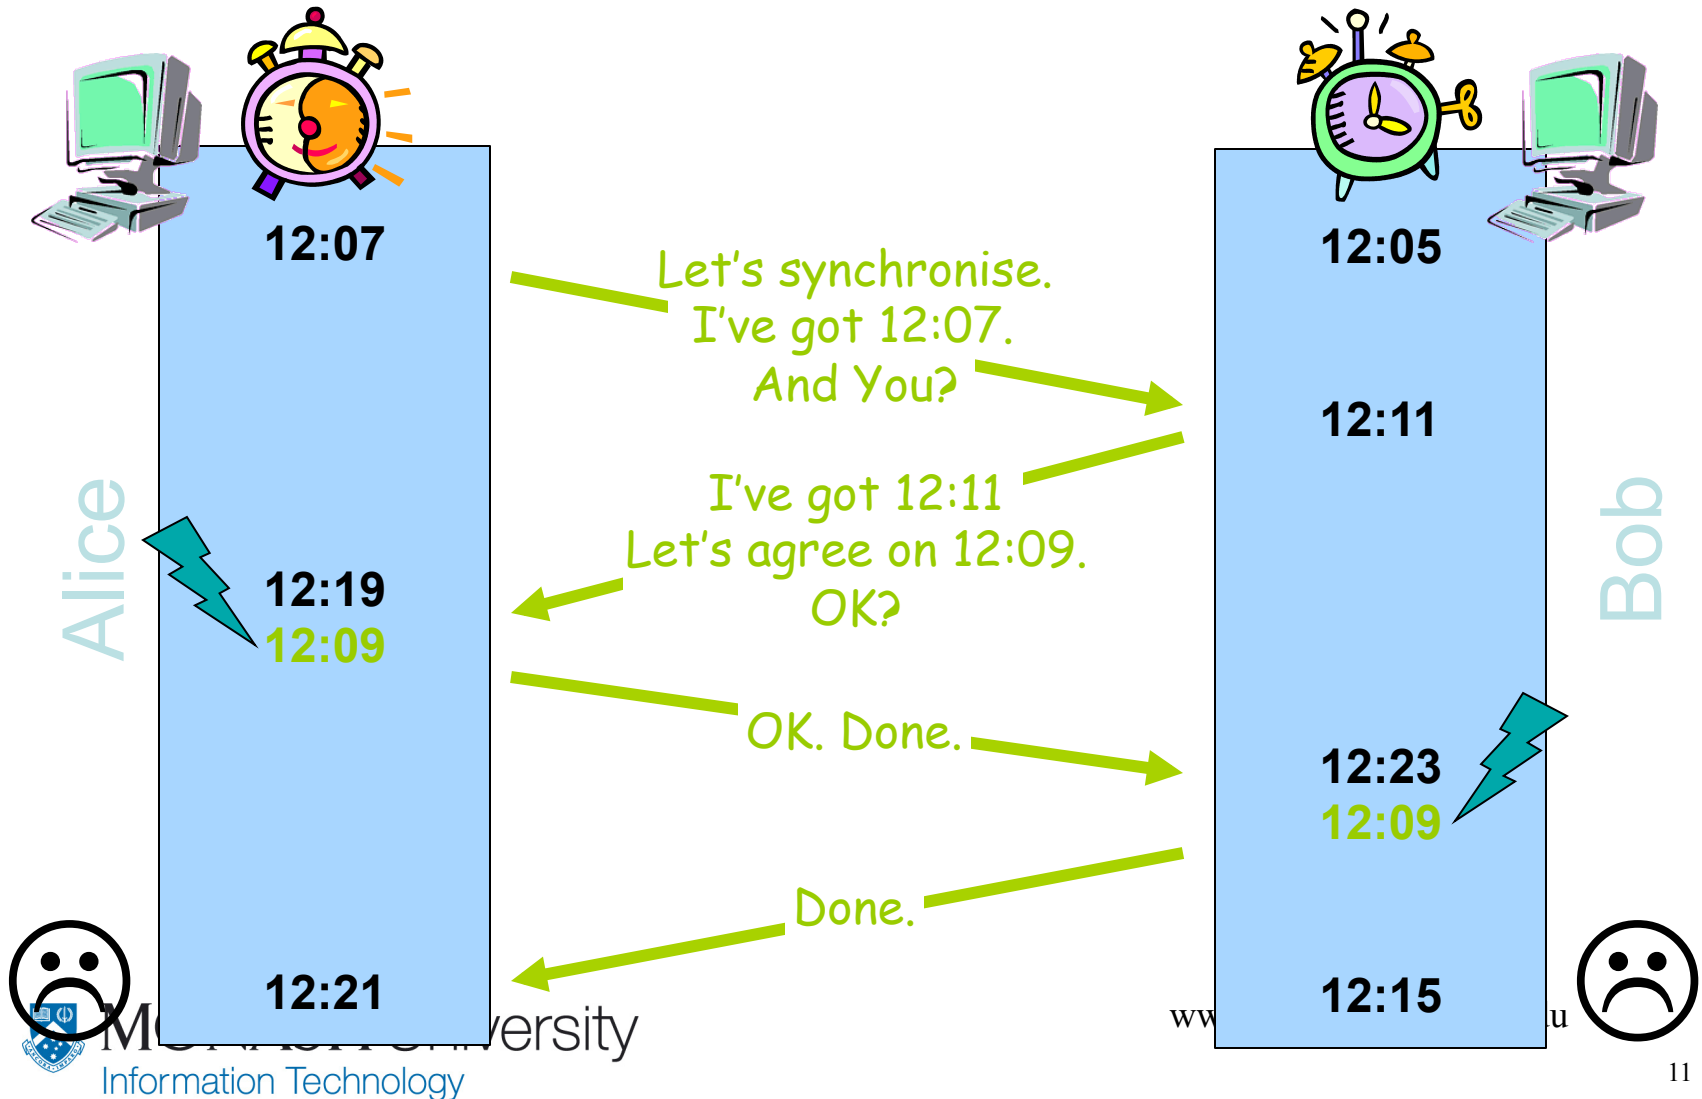 12:07
12:05
Let's synchronise.
I've got 12:07.
And You?
12:11
I've got 12:11
Let's agree on 12:09.
OK?
Alice
Bob
12:19
12:09
OK. Done.
12:23
12:09
Done.
12:21
12:15
versity
Information Technology
11